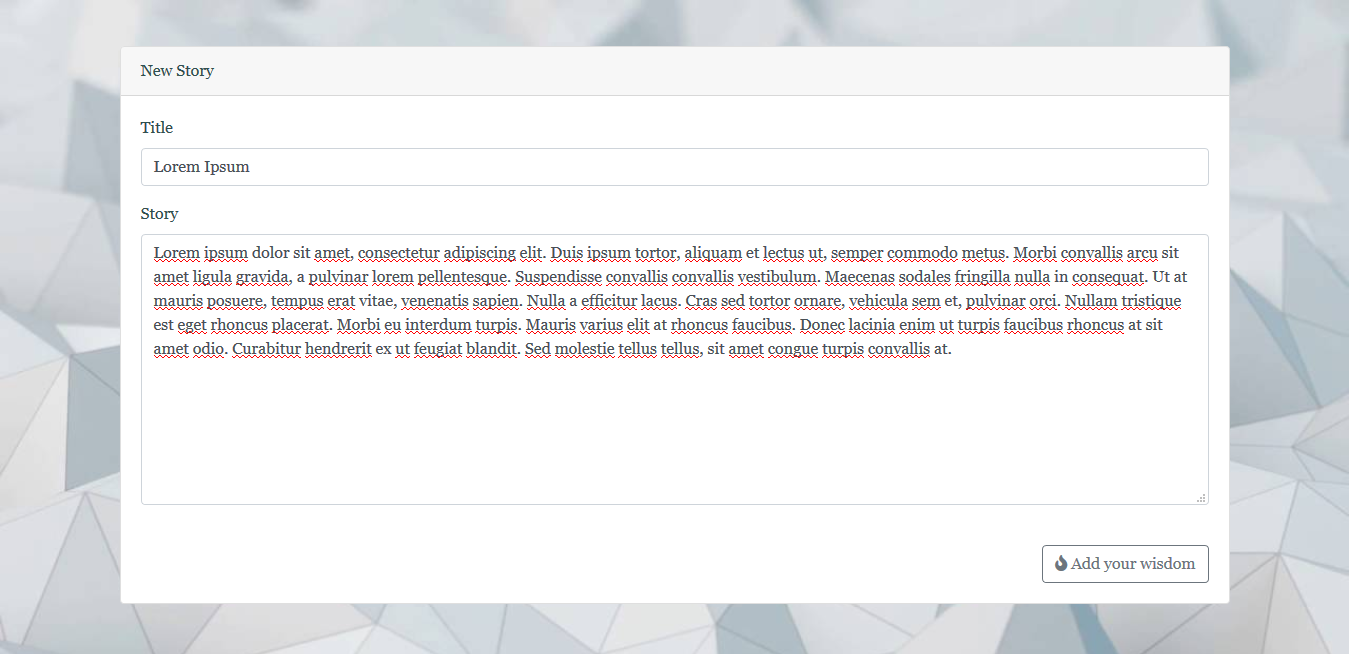 New Story
Title
Lorem Ipsum
Story
Lorem ipsum dolor sit amet, consectetur adipiscing elit. Duis ipsum tortor, aliquam et lectus ut, semper commodo metus. Morbi convallis arcu sit
amet ligula gravida, a pulvinar lorem pellentesque. Suspendisse convallis convallis vestibulum. Maecenas sodales fringilla nulla in consequat. Ut at
mauris posuere, tempus erat vitae, venenatis sapien. Nulla a efficitur lacus. Cras sed tortor ornare, vehicula sem et, pulvinar orci. Nullam tristique
est eget rhoncus placerat. Morbi eu interdum turpis. Mauris varius elit at rhoncus faucibus. Donec lacinia enim ut turpis faucibus rhoncus at sit
amet odio. Curabitur hendrerit ex ut feugiat blandit. Sed molestie tellus tellus, sit amet congue turpis convallis at.
Add your wisdom